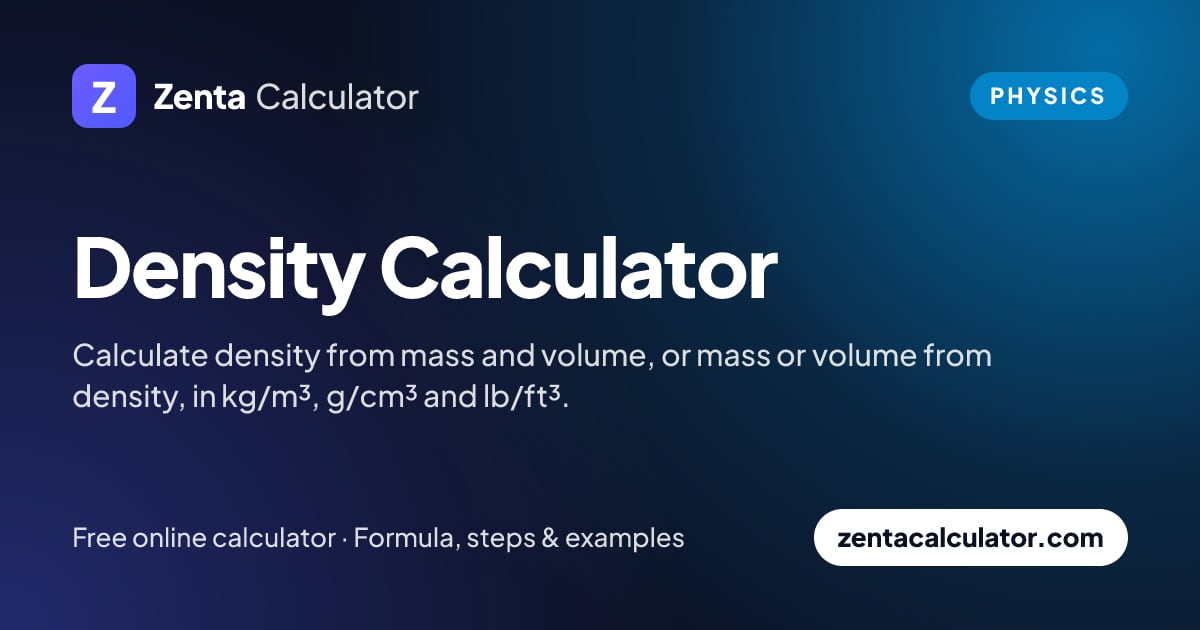 Z
Zenta Calculator
PHYSICS
Density Calculator
Calculate density from mass and volume, or mass or volume from
density, in kg/m³, g/cm³ and lb/ft³.
Free online calculator · Formula, steps & examples
zentacalculator.com